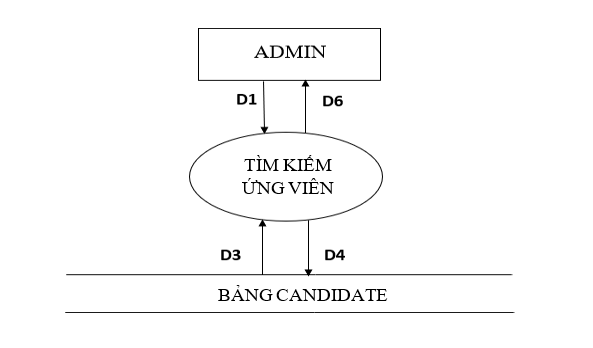 ADMIN
D1
D6
TÌM KIẾM
ỨNG VIÊN
D3
D4
BẢNG CANDIDATE